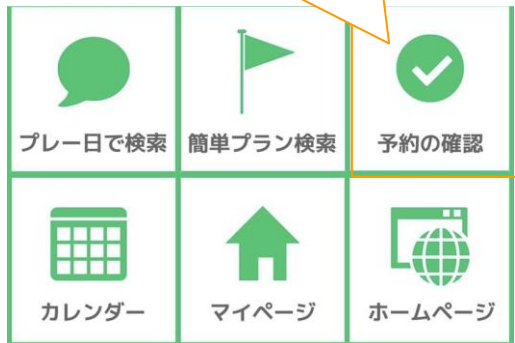 プレー日で検索
簡単プラン検索
予約の確認
カレンダー
マイページ
ホームページ